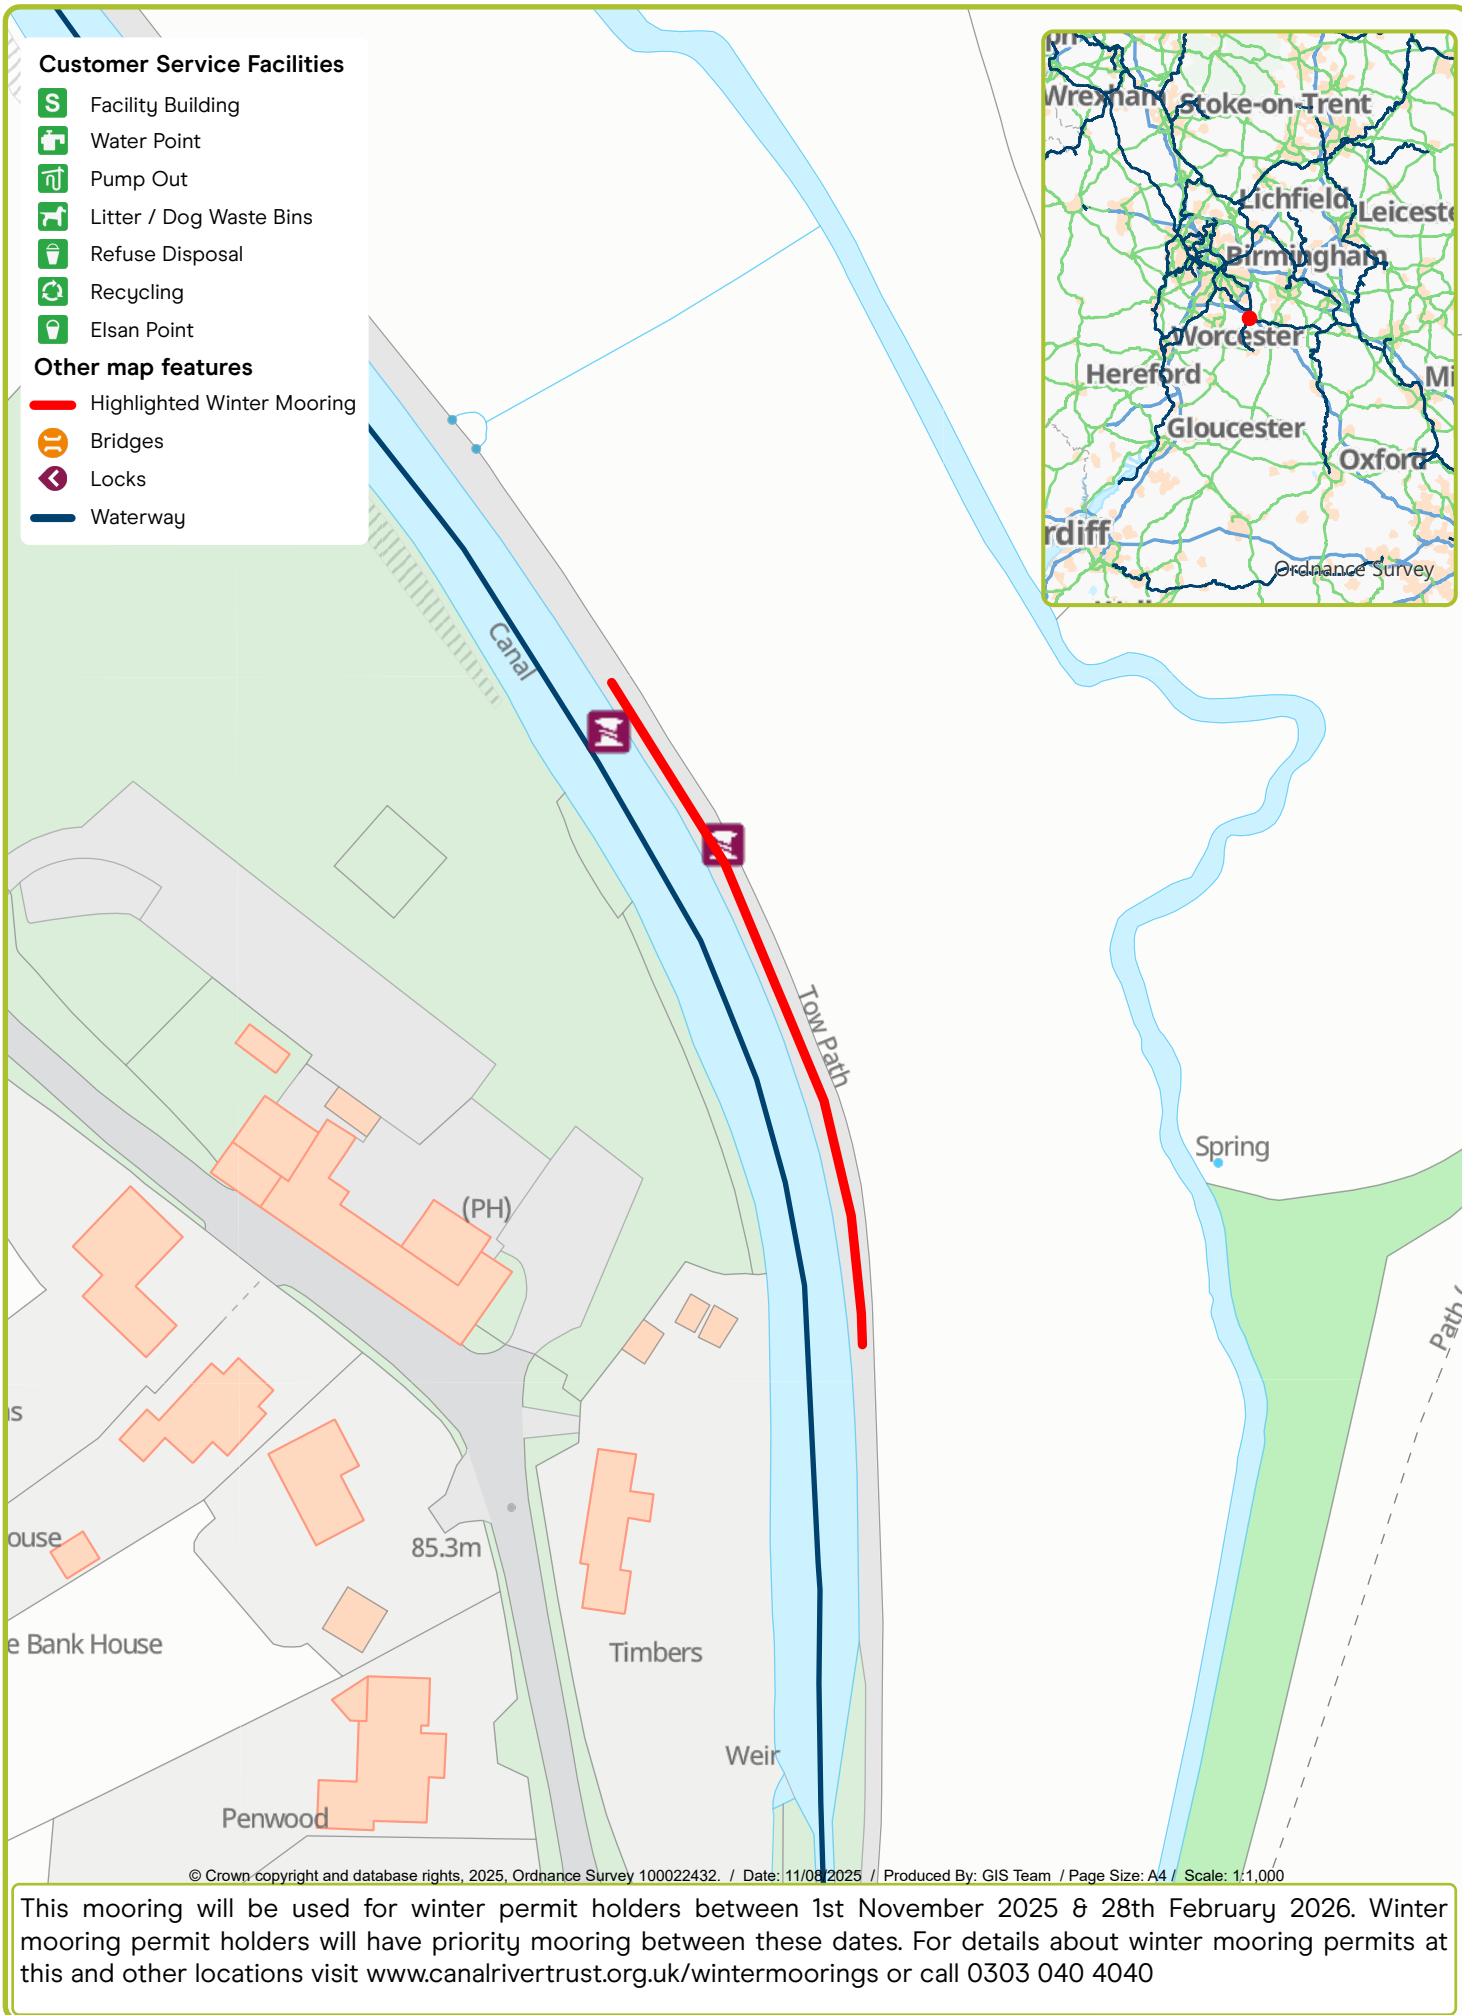 Customer Service Facilities
S Facility Building
Water Point
Pump Out
Litter / Dog Waste Bins
Refuse Disposal
Recycling
Elsan Point
Other map features
Highlighted Winter Mooring
Bridges
Locks
Waterway
ph
Wrexham
Stoke-on-Trent
Lichfield
Leiceste
Birmingham
Worcester
Hereford
Mi
Gloucester
Oxford
rdiff
Ordnance Survey
Canal
Tow Path
Spring
(PH)
Path /
ns
ouse
85.3m
e Bank House
Timbers
Weir
Penwood
© Crown copyright and database rights, 2025, Ordnance Survey 100022432. / Date: 11/08/2025 / Produced By: GIS Team / Page Size: A4 / Scale: 1:1,000
This mooring will be used for winter permit holders between 1st November 2025 & 28th February 2026. Winter
mooring permit holders will have priority mooring between these dates. For details about winter mooring permits at
this and other locations visit www.canalrivertrust.org.uk/wintermoorings or call 0303 040 4040